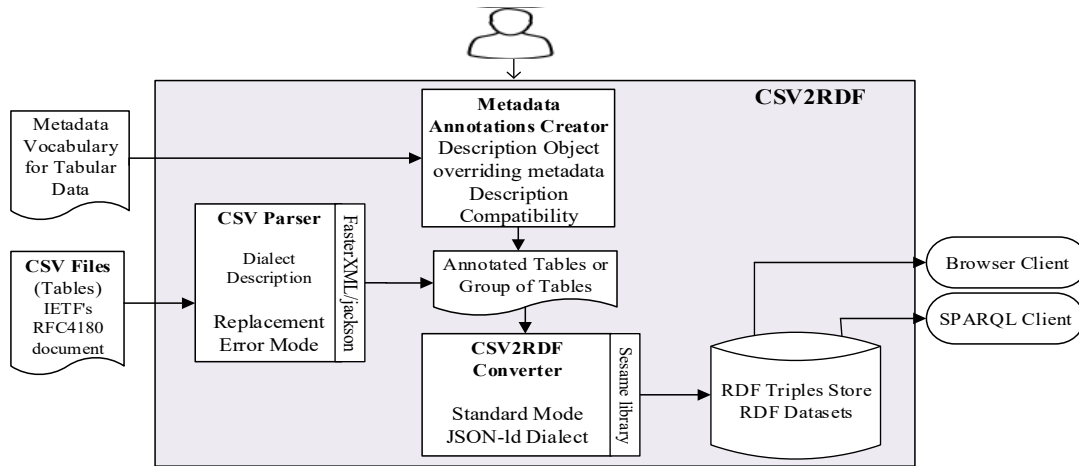 CSV2RDF
Metadata
Vocabulary
for Tabular
Data
Metadata
Annotations Creator
Description Object
overriding metadata
Description
Compatibility
CSV Files
(Tables)
IETF's
RFC4180
document
CSV Parser
Dialect
Description
Replacement
Error Mode
FasterXML/jackson
Annotated Tables or
Group of Tables
CSV2RDF
Converter
Standard Mode
JSON-ld Dialect
Sesame library
RDF Triples Store
RDF Datasets
Browser Client
SPARQL Client